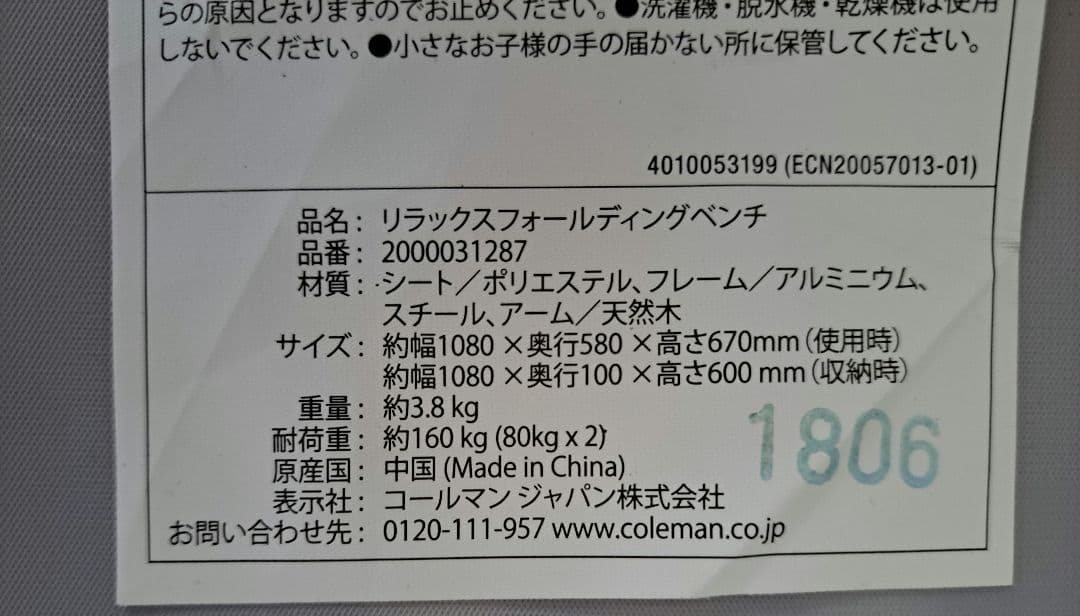 らの原因となりますのでお止めください。●洗濯機・脱水機・乾燥機は使用
しないでください。●小さなお子様の手の届かない所に保管してください。
4010053199 (ECN20057013-01)
品名： リラックスフォールディングベンチ
品番： 2000031287
材質： シート／ポリエステル、フレーム／アルミニウム、
スチール、アーム／天然木
サイズ： 約幅1080 ×奥行580 ×高さ670mm（使用時）
約幅1080 ×奥行100 ×高さ600 mm（収納時）
重量： 約3.8 kg
耐荷重： 約160 kg (80kg x 2)
原産国： 中国 (Made in China)
表示社： コールマン ジャパン株式会社
お問い合わせ先： 0120-111-957 www.coleman.co.jp
1806